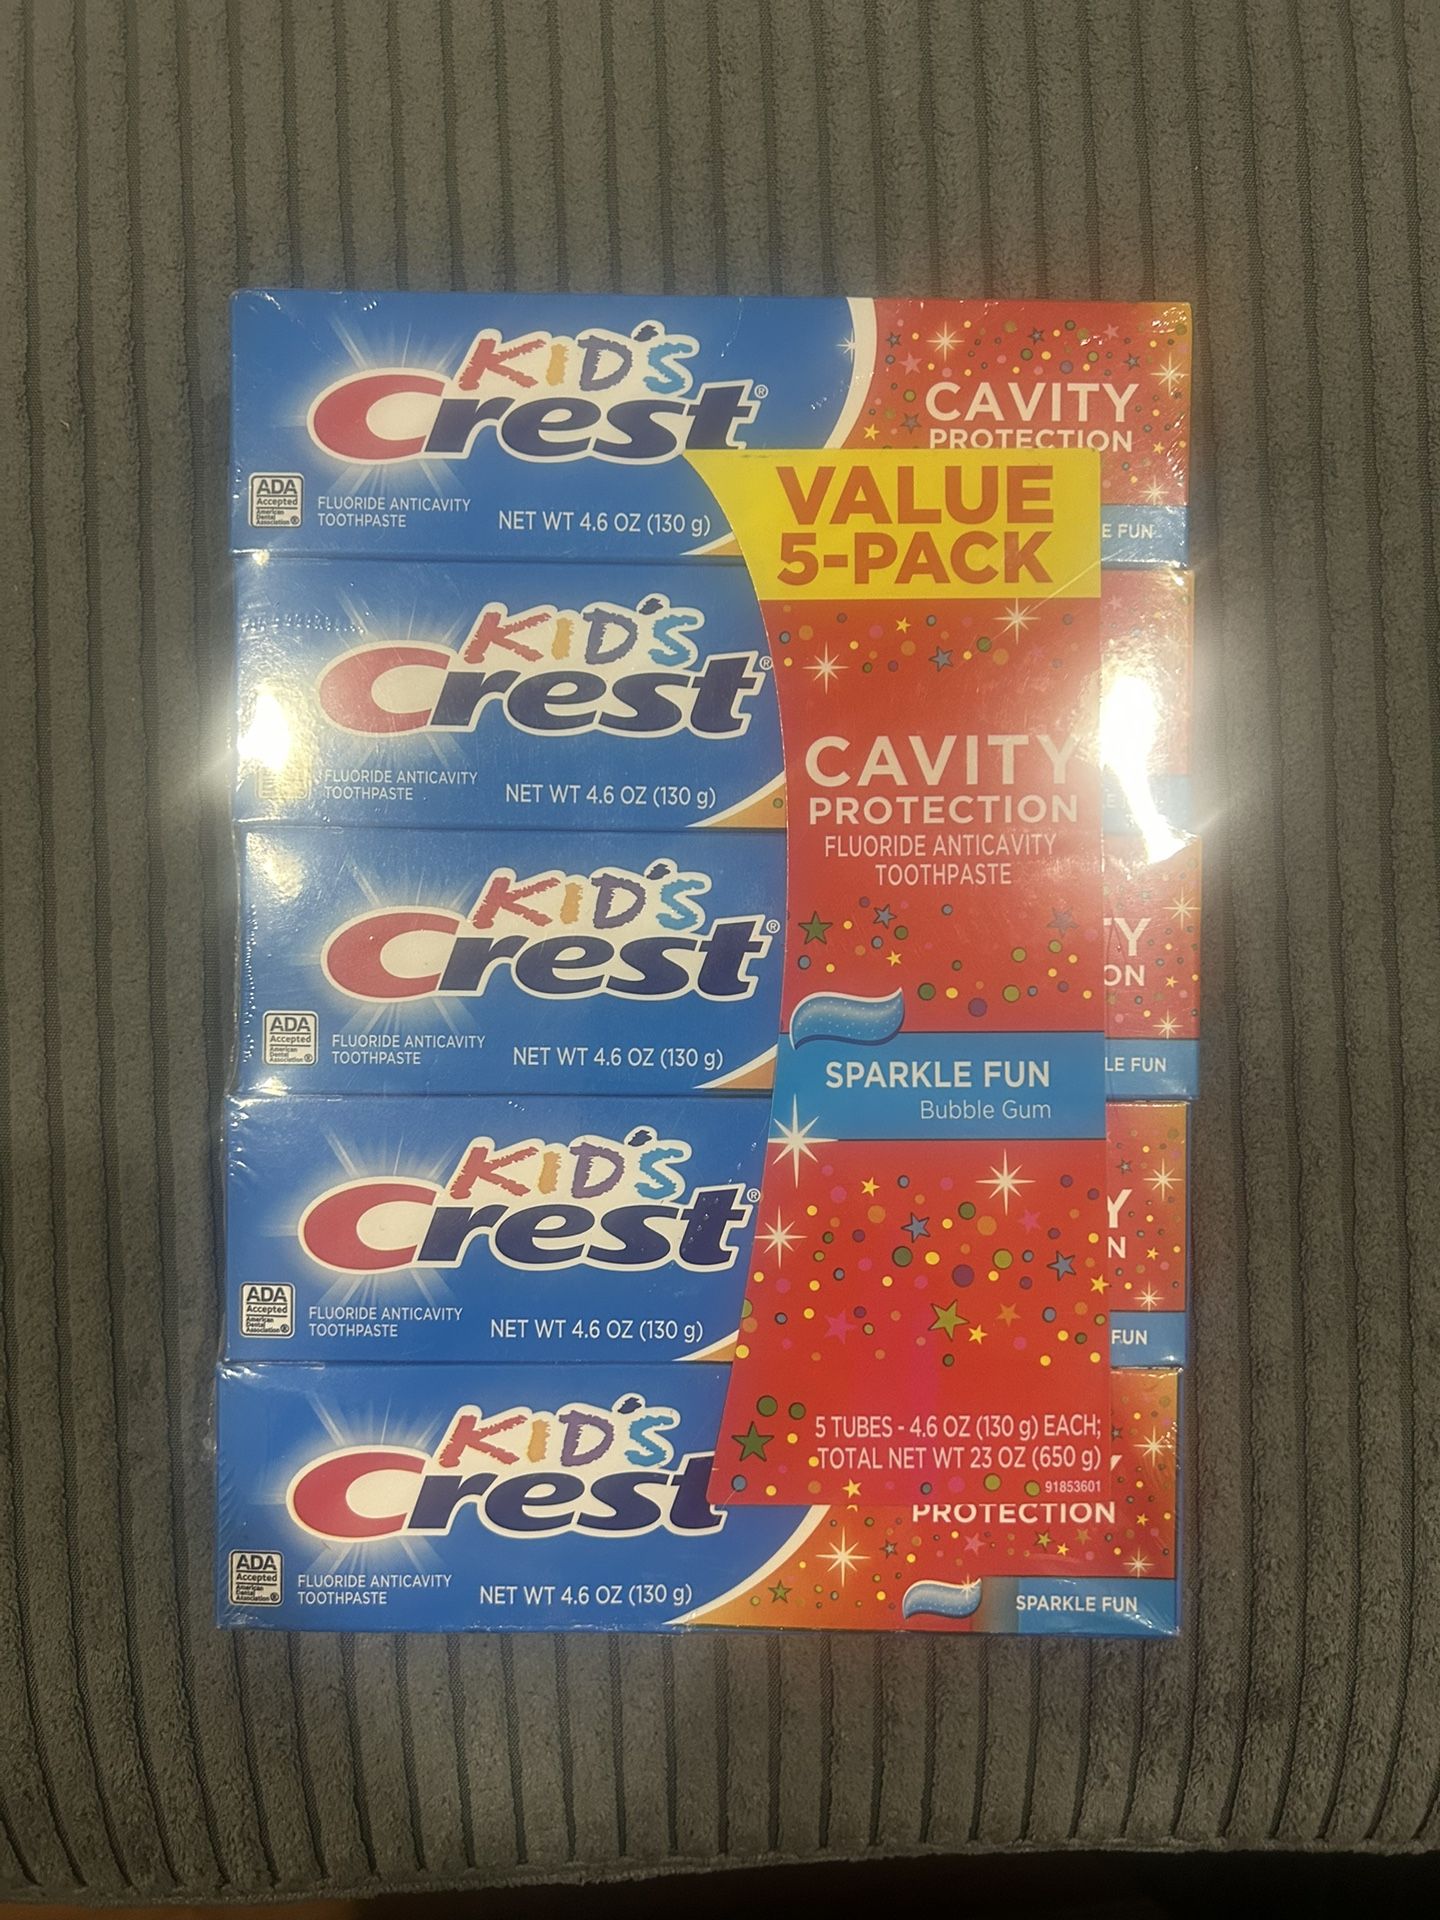 KID'S
Crest®
CAVITY
PROTECTION
ADA
Accepted
American
Dental
Association ®
FLUORIDE ANTICAVITY
TOOTHPASTE
NET WT 4.6 OZ (130 g)
E FUN
VALUE
5-PACK
KID'S
Crest®
FLUORIDE ANTICAVITY
TOOTHPASTE
NET WT 4.6 OZ (130 g)
CAVITY
PROTECTION
FLUORIDE ANTICAVITY
TOOTHPASTE
KID'S
Crest®
TY
ON
ADA
Accepted
American
Dental
Association ®
FLUORIDE ANTICAVITY
TOOTHPASTE
NET WT 4.6 OZ (130 g)
LE FUN
SPARKLE FUN
Bubble Gum
KID'S
Crest®
Y
N
ADA
Accepted
American
Dental
Association ®
FLUORIDE ANTICAVITY
TOOTHPASTE
NET WT 4.6 OZ (130 g)
FUN
5 TUBES - 4.6 OZ (130 g) EACH;
TOTAL NET WT 23 OZ (650 g)
91853601
KID'S
Crest
PROTECTION
ADA
Accepted
American
Dental
Association ®
FLUORIDE ANTICAVITY
TOOTHPASTE
NET WT 4.6 OZ (130 g)
SPARKLE FUN